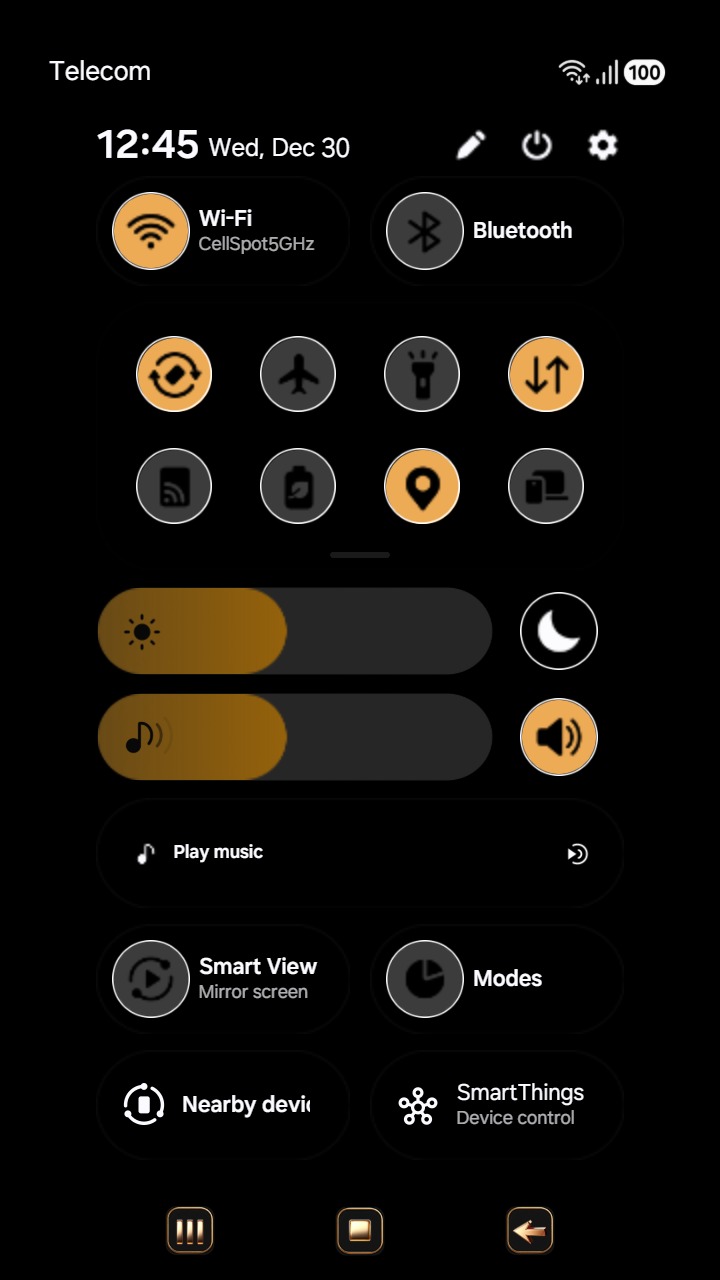 Telecom
100
12:45 Wed, Dec 30
Wi-Fi
CellSpot5GHz
Bluetooth
Play music
Smart View
Mirror screen
Modes
Nearby devi
SmartThings
Device control